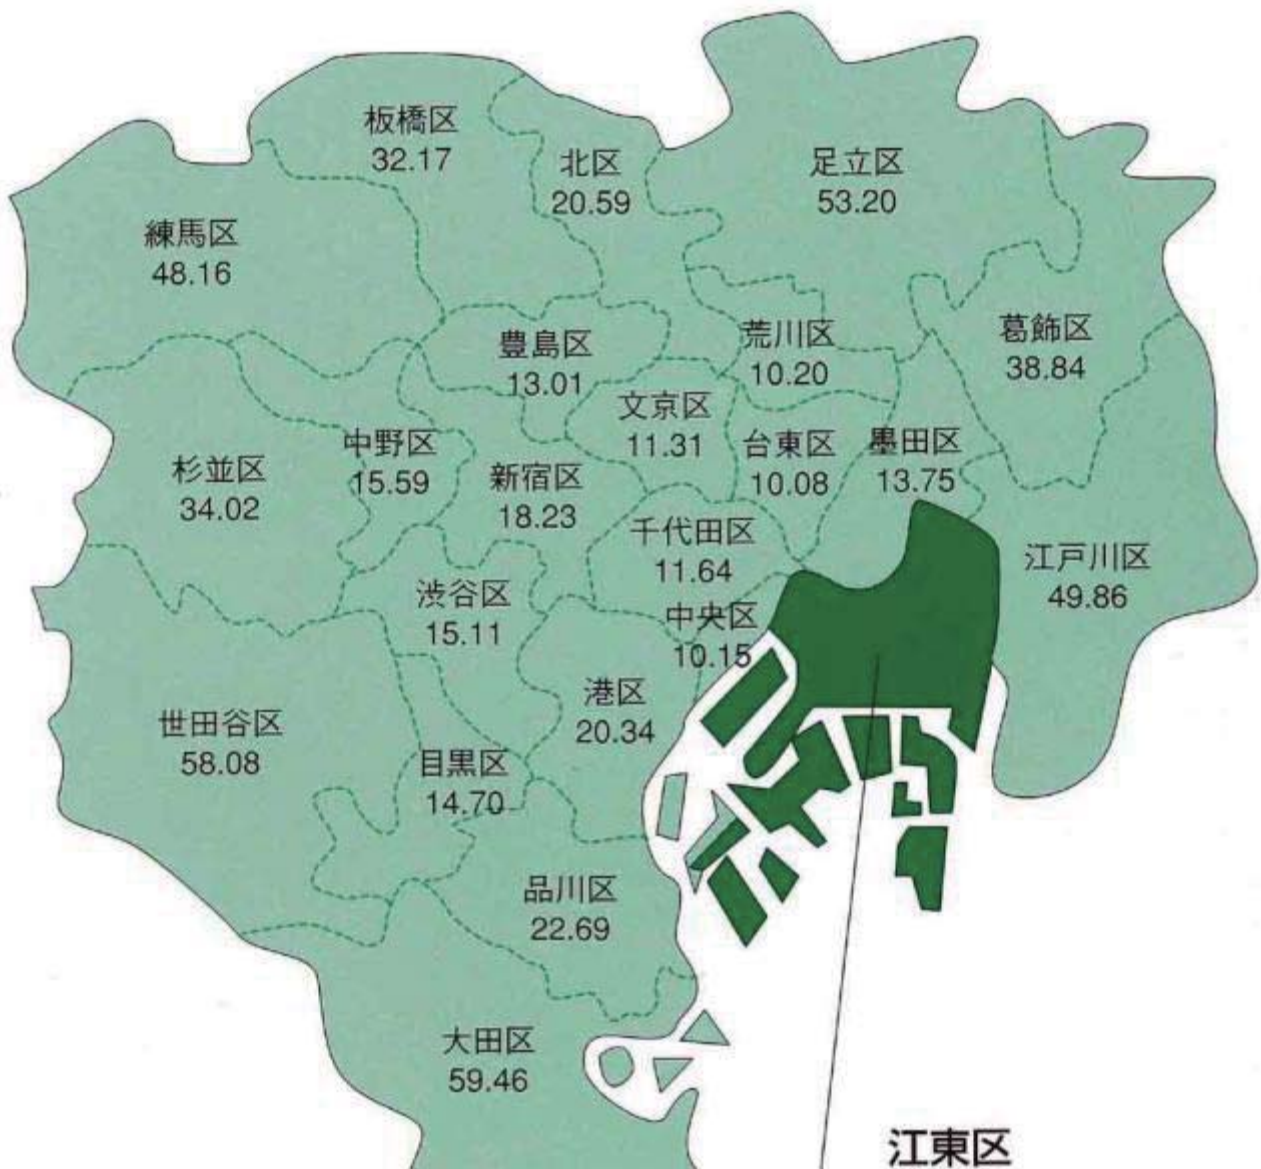 板橋区
32.17
北区
20.59
足立区
53.20
練馬区
48.16
豊島区
13.01
荒川区
10.20
葛飾区
38.84
文京区
11.31
中野区
15.59
台東区
10.08
墨田区
13.75
杉並区
34.02
新宿区
18.23
千代田区
11.64
江戸川区
49.86
渋谷区
15.11
中央区
10.15
港区
20.34
世田谷区
58.08
目黒区
14.70
品川区
22.69
大田区
59.46
江東区